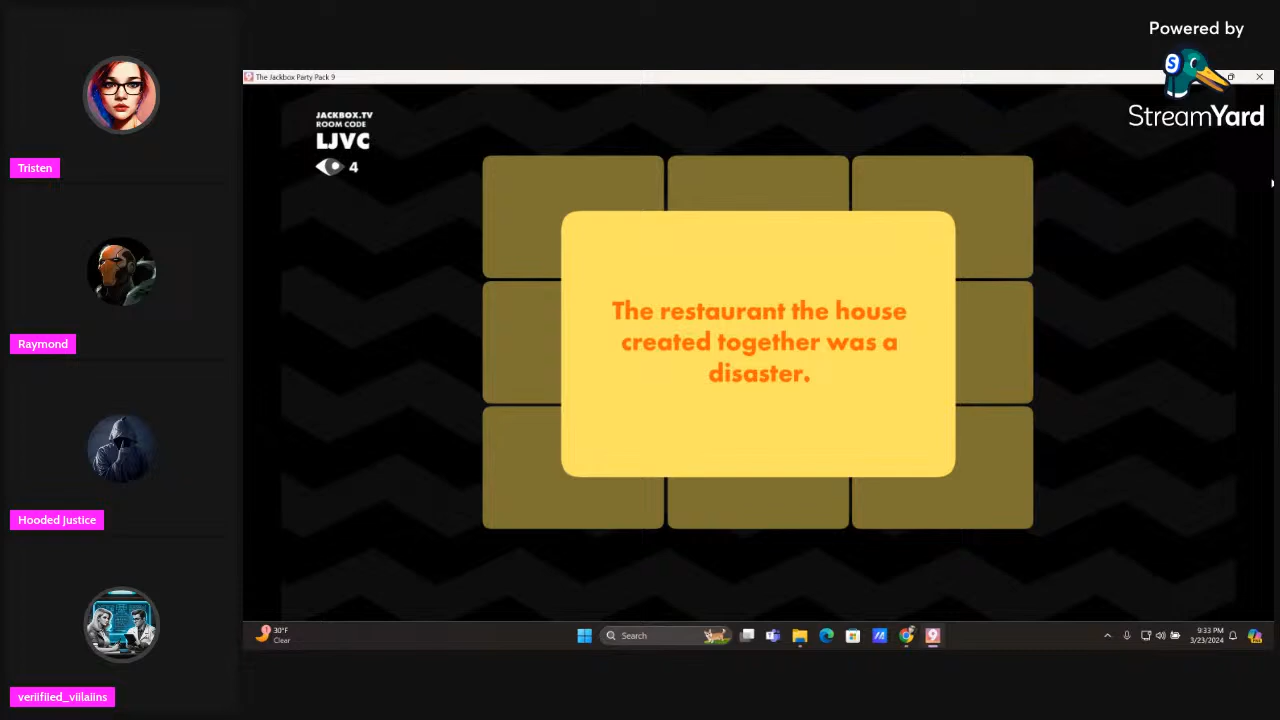 Powered by
StreamYard
The Jackbox Party Pack 9
JACKBOX.TV
ROOM CODE
LJVC
4
Tristen
The restaurant the house
created together was a
disaster.
Raymond
Hooded Justice
30°F
Clear
Search
9:33 PM
3/23/2024
veriifiied_viilaiins